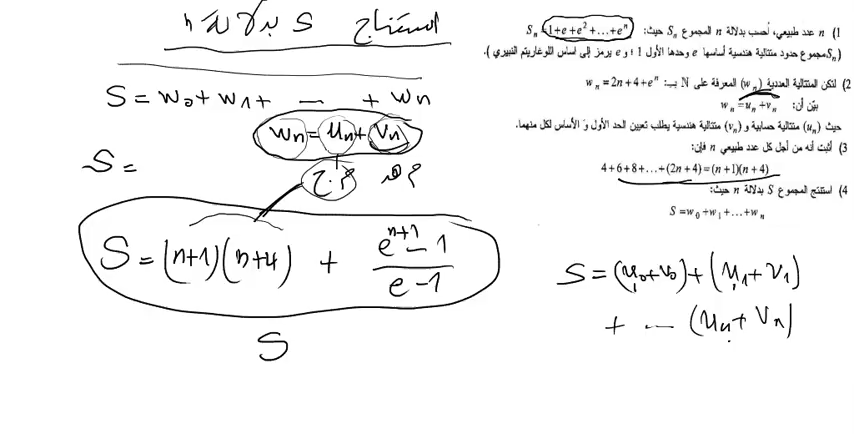 استنتاج S بدلالة n
S = w₀ + w₁ + --- + wₙ
wₙ = uₙ + vₙ
S =
م.ح م.هـ
S = (n+1)(n+4) + (eⁿ⁺¹ - 1)/(e - 1)
S
1) n عدد طبيعي، أحسب بدلالة n المجموع Sₙ حيث: Sₙ = 1+e+e²+…+eⁿ
(Sₙ مجموع حدود متتالية هندسية أساسها e وحدها الأول 1 ؛ و e يرمز إلى اساس اللوغاريتم النبيري ).
2) لتكن المتتالية العددية (wₙ) المعرفة على ℕ بـ: wₙ = 2n+4+eⁿ
بيّن أن: wₙ = uₙ + vₙ
حيث (uₙ) متتالية حسابية و (vₙ) متتالية هندسية يطلب تعيين الحد الأول و الأساس لكل منهما.
3) أثبت أنه من أجل كل عدد طبيعي n فإن:
4+6+8+…+(2n+4)=(n+1)(n+4)
4) استنتج المجموع S بدلالة n حيث:
S = w₀+w₁+…+wₙ
S = (u₀+v₀) + (u₁+v₁)
+ --- (uₙ + vₙ)